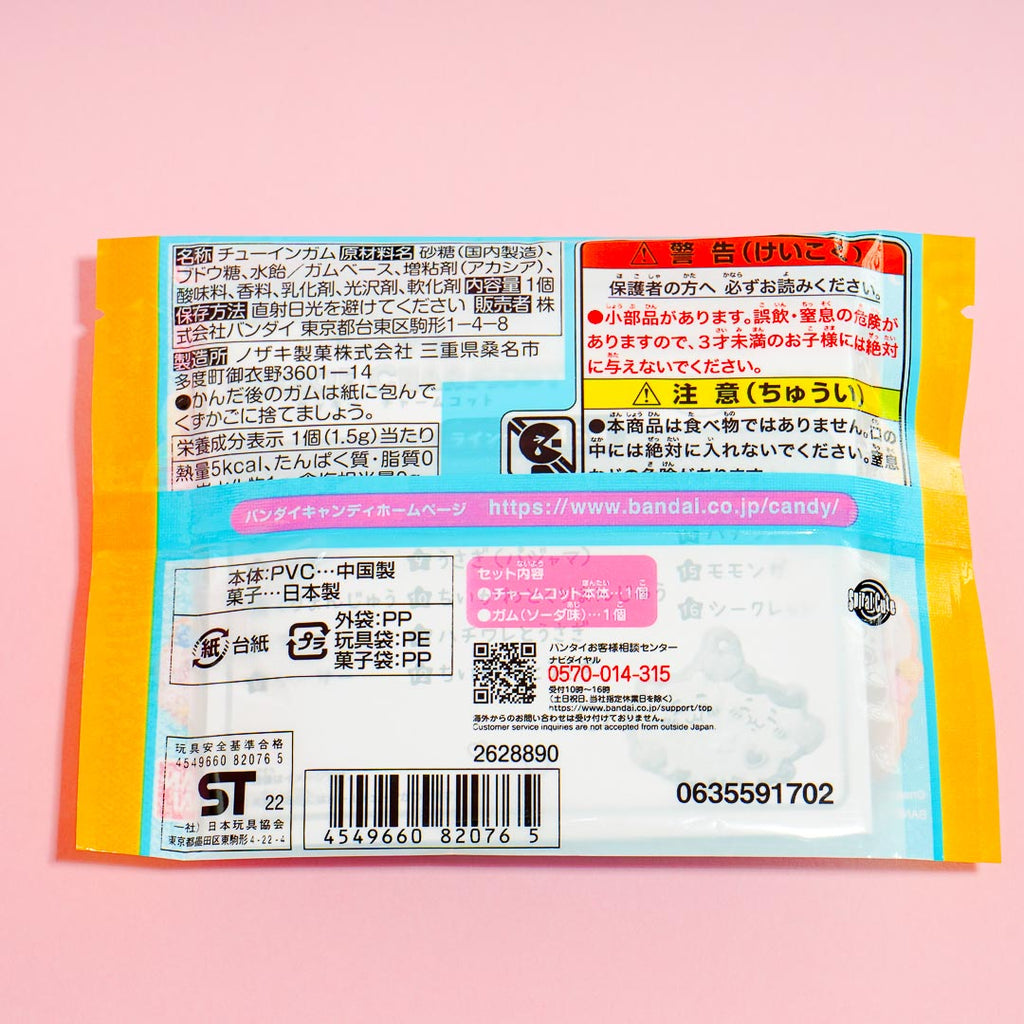 名称 チューインガム 原材料名 砂糖(国内製造)、
ブドウ糖、水飴/ガムベース、増粘剤(アカシア)、
酸味料、香料、乳化剤、光沢剤、軟化剤 内容量 1個
保存方法 直射日光を避けてください 販売者 株
式会社バンダイ 東京都台東区駒形1-4-8
製造所 ノザキ製菓株式会社 三重県桑名市
多度町御衣野3601-14
●かんだ後のガムは紙に包んで
くずかごに捨てましょう。
栄養成分表示 1個(1.5g)当たり
熱量5kcal、たんぱく質・脂質0
警告(けいこく)
保護者の方へ 必ずお読みください。
●小部品があります。誤飲・窒息の危険が
ありますので、3才未満のお子様には絶対
に与えないでください。
注意(ちゅうい)
●本商品は食べ物ではありません。口の
中には絶対に入れないでください。窒息
バンダイキャンディホームページ https://www.bandai.co.jp/candy/
本体:PVC…中国製
菓子…日本製
紙 台紙
プラ
外袋:PP
玩具袋:PE
菓子袋:PP
セット内容
●チャームコット本体…1個
●ガム(ソーダ味)…1個
バンダイお客様相談センター
ナビダイヤル
0570-014-315
受付10時~16時
(土日祝日、当社指定休業日を除く)
https://www.bandai.co.jp/support/top
海外からのお問い合わせは受け付けておりません。
Customer service inquiries are not accepted from outside Japan.
Spiral Cute
2628890
0635591702
玩具安全基準合格
4549660 82076 5
ST 22
一社)日本玩具協会
東京都墨田区東駒形4-22-4
4549660 82076 5